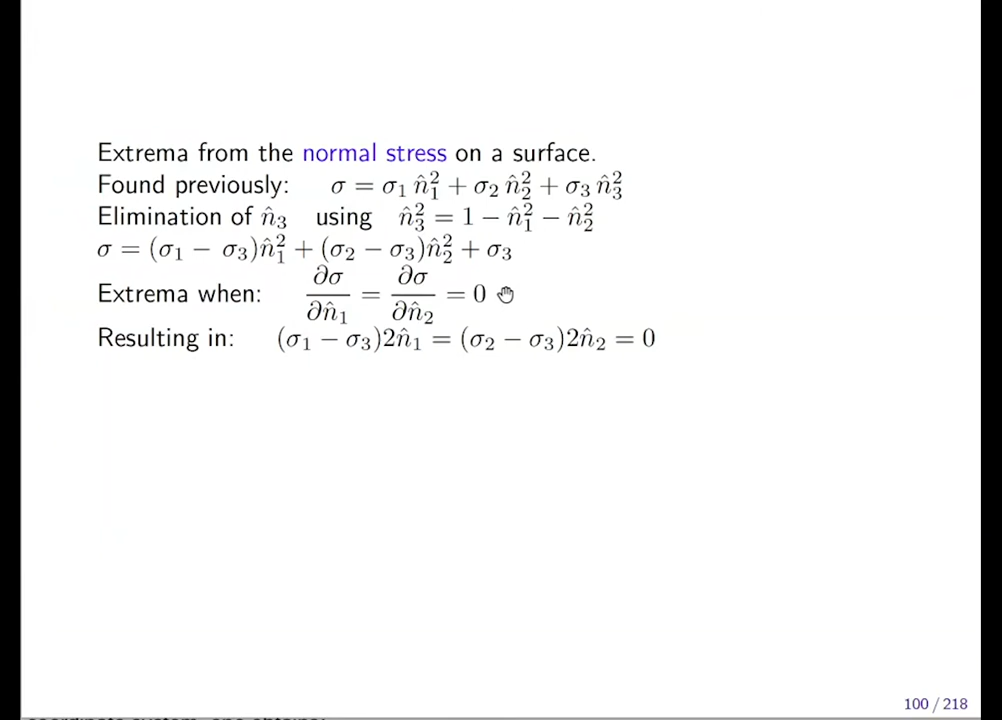 Extrema from the normal stress on a surface.
Found previously: σ = σ₁ n̂₁² + σ₂ n̂₂² + σ₃ n̂₃²
Elimination of n̂₃ using n̂₃² = 1 − n̂₁² − n̂₂²
σ = (σ₁ − σ₃)n̂₁² + (σ₂ − σ₃)n̂₂² + σ₃
Extrema when: ∂σ/∂n̂₁ = ∂σ/∂n̂₂ = 0
Resulting in: (σ₁ − σ₃)2n̂₁ = (σ₂ − σ₃)2n̂₂ = 0
100 / 218